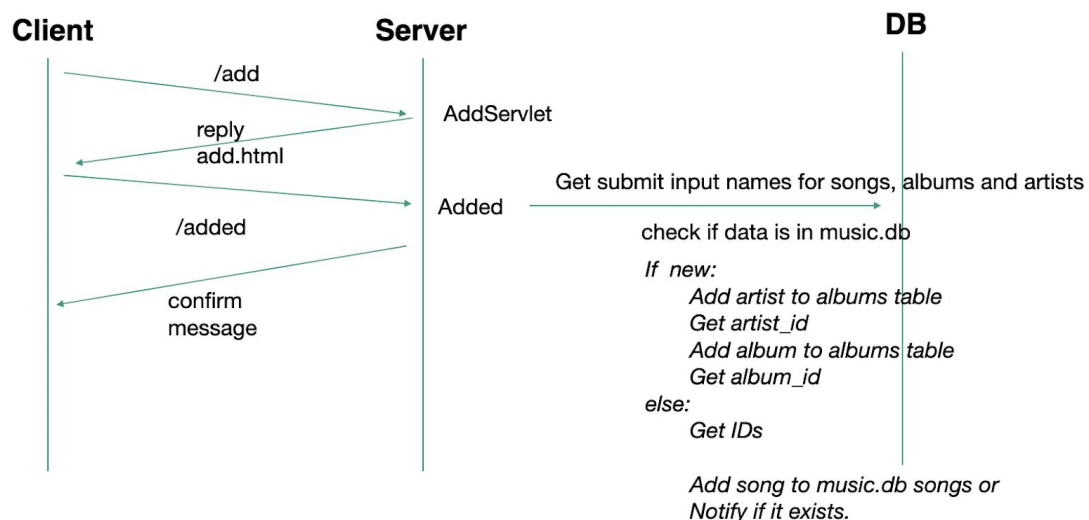 Client
Server
DB
/add
AddServlet
reply
add.html
Get submit input names for songs, albums and artists
Added
/added
check if data is in music.db
If new:
Add artist to albums table
Get artist_id
Add album to albums table
Get album_id
else:
Get IDs
confirm
message
Add song to music.db songs or
Notify if it exists.